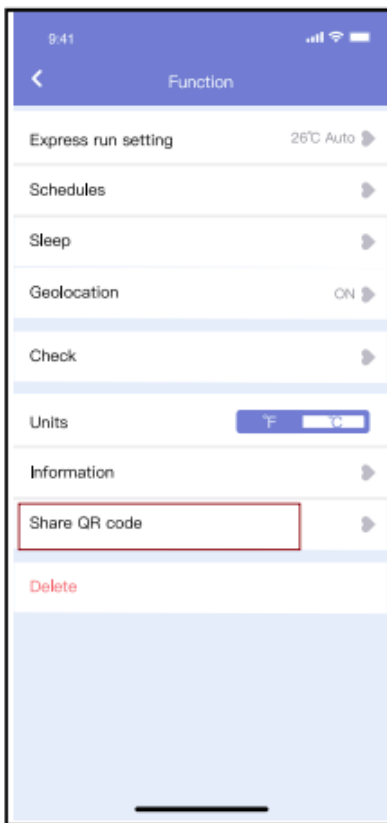 9:41
Function
Express run setting 26℃ Auto
Schedules
Sleep
Geolocation ON
Check
Units ℉ ℃
Information
Share QR code
Delete